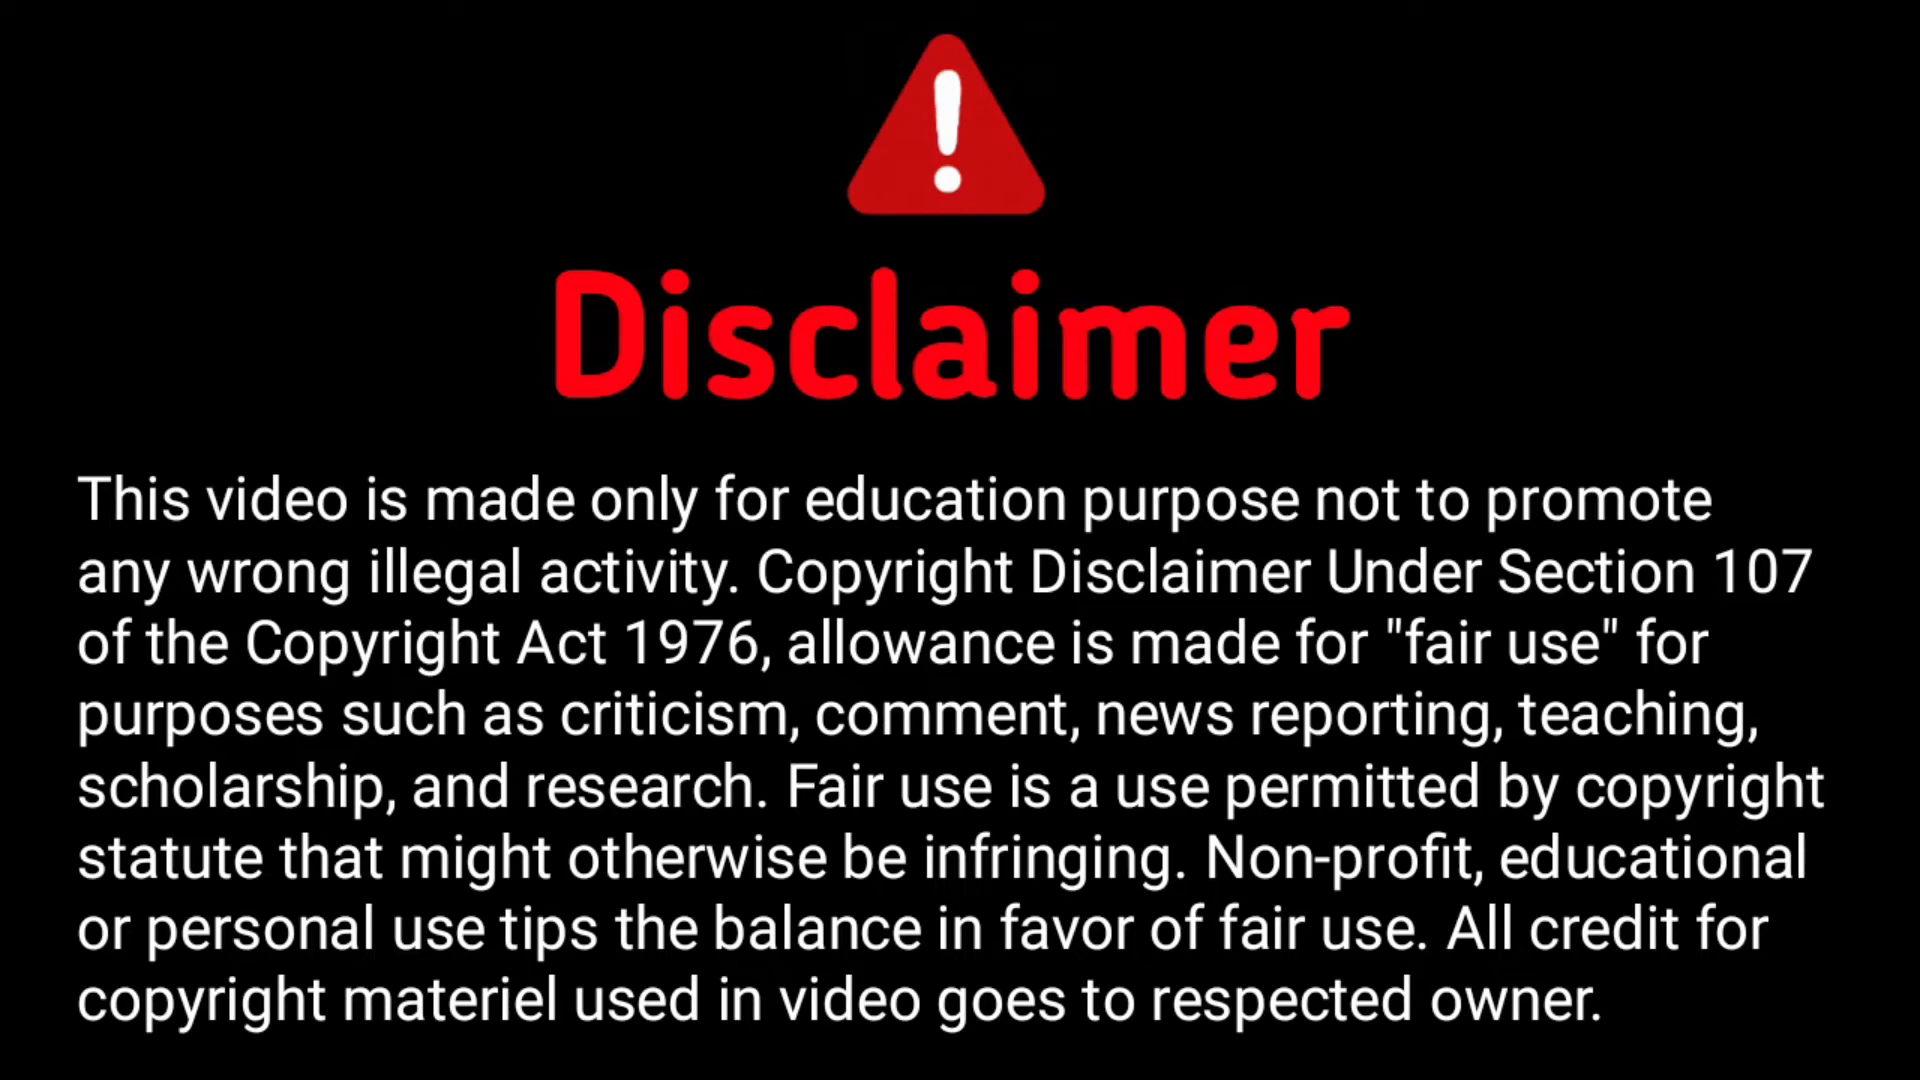 Disclaimer
This video is made only for education purpose not to promote
any wrong illegal activity. Copyright Disclaimer Under Section 107
of the Copyright Act 1976, allowance is made for "fair use" for
purposes such as criticism, comment, news reporting, teaching,
scholarship, and research. Fair use is a use permitted by copyright
statute that might otherwise be infringing. Non-profit, educational
or personal use tips the balance in favor of fair use. All credit for
copyright materiel used in video goes to respected owner.